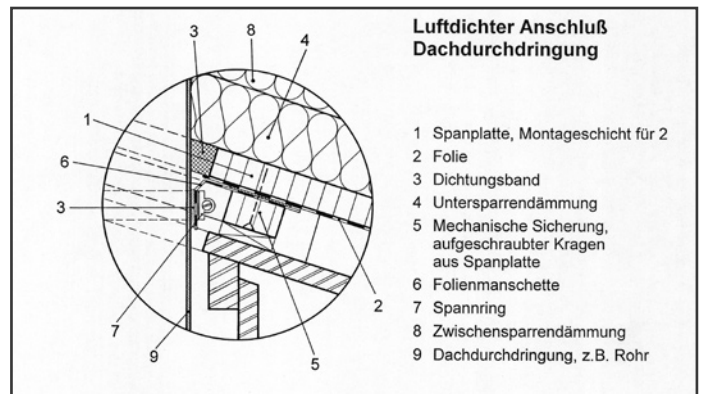 Luftdichter Anschluß
Dachdurchdringung
3
8
4
1
6
3
7
9
5
2
1 Spanplatte, Montageschicht für 2
2 Folie
3 Dichtungsband
4 Untersparrendämmung
5 Mechanische Sicherung,
aufgeschraubter Kragen
aus Spanplatte
6 Folienmanschette
7 Spannring
8 Zwischensparrendämmung
9 Dachdurchdringung, z.B. Rohr